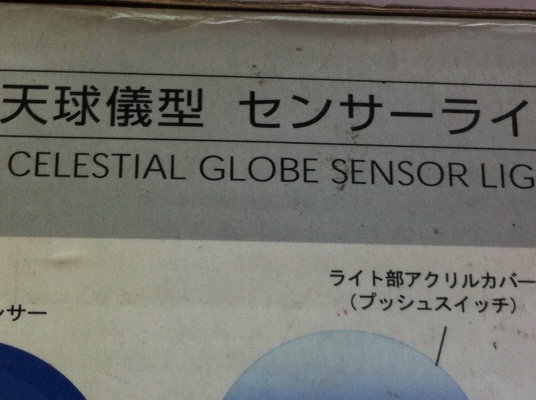 天球儀型 センサーライ
CELESTIAL GLOBE SENSOR LIG
ライト部アクリルカバー
(プッシュスイッチ)
ンサー